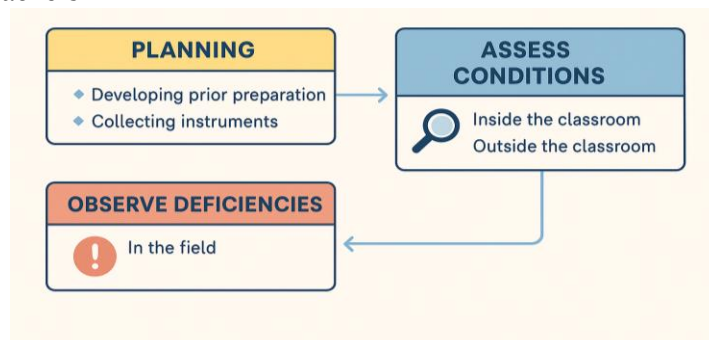 PLANNING
Developing prior preparation
Collecting instruments
ASSESS
CONDITIONS
Inside the classroom
Outside the classroom
OBSERVE DEFICIENCIES
In the field